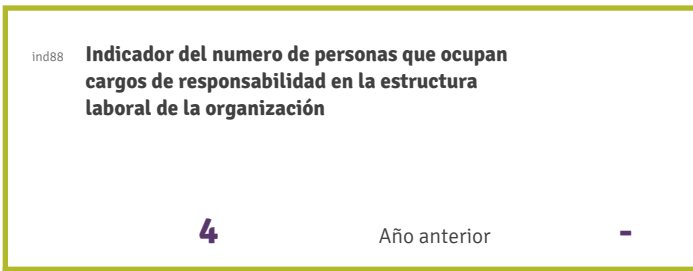 ind88 Indicador del numero de personas que ocupan
cargos de responsabilidad en la estructura
laboral de la organización
4 Año anterior -